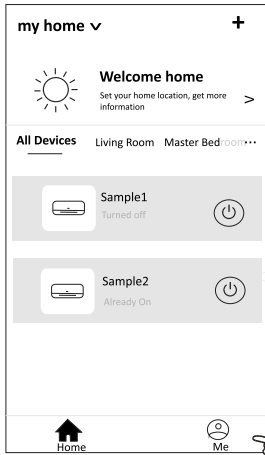 my home
Welcome home
Set your home location, get more
information
All Devices Living Room Master Bedroom...
Sample1
Turned off
Sample2
Already On
Home Me